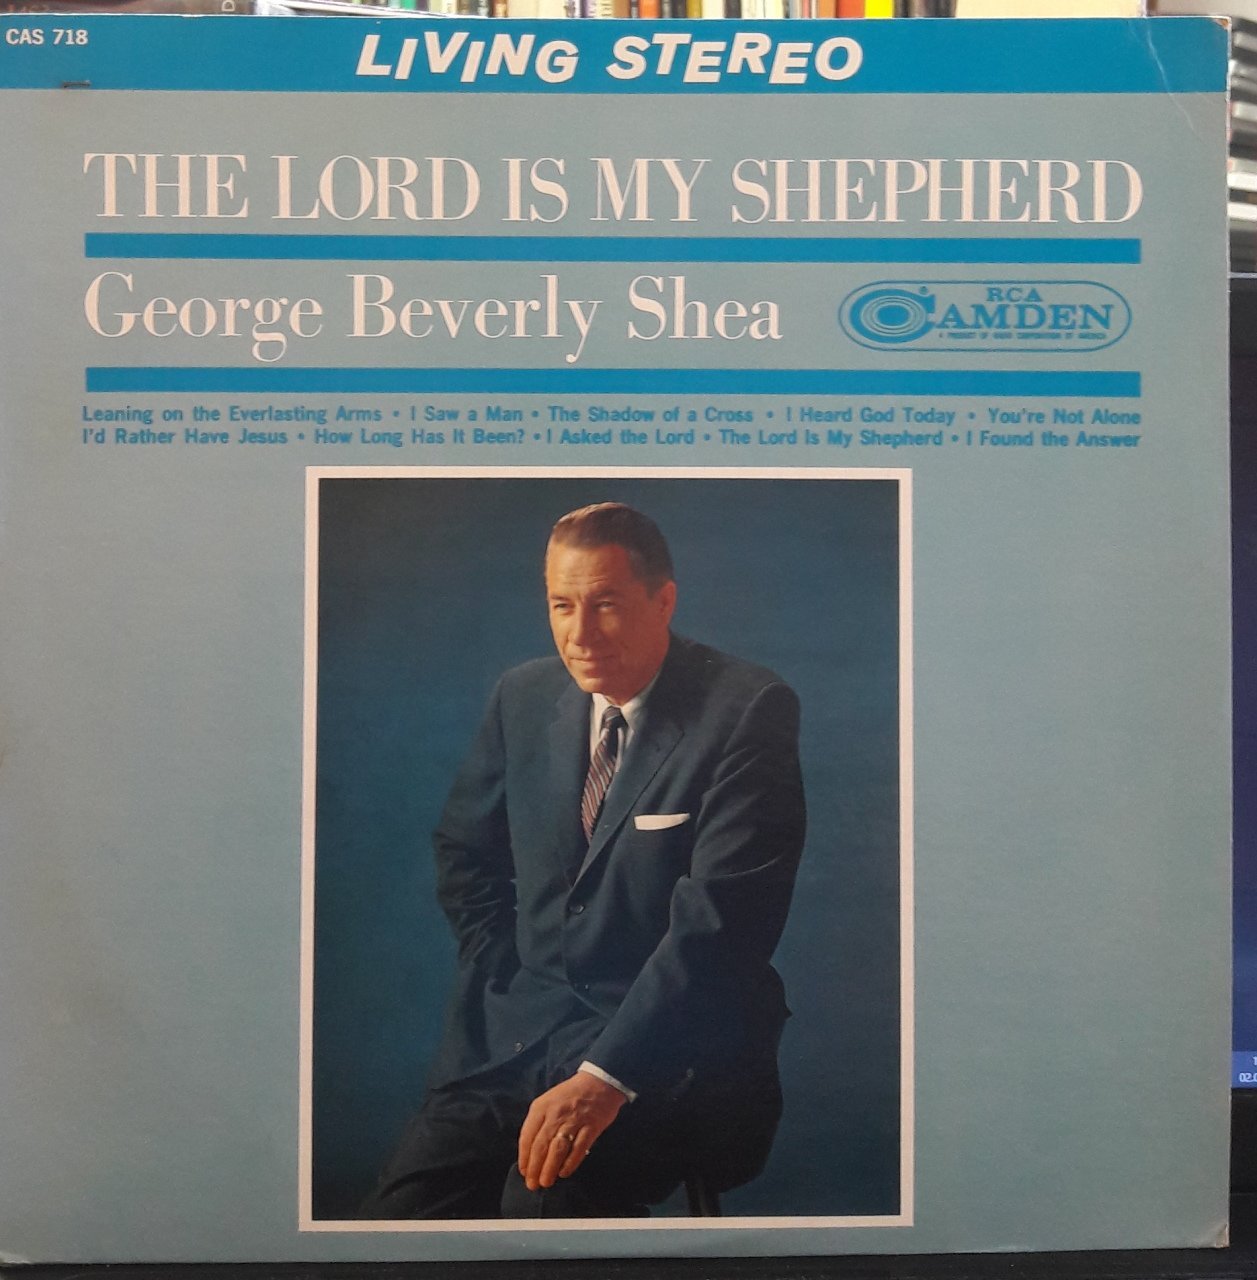 CAS 718
LIVING STEREO
THE LORD IS MY SHEPHERD
George Beverly Shea
RCA
CAMDEN
Leaning on the Everlasting Arms • I Saw a Man • The Shadow of a Cross • I Heard God Today • You're Not Alone
I'd Rather Have Jesus • How Long Has It Been? • I Asked the Lord • The Lord Is My Shepherd • I Found the Answer